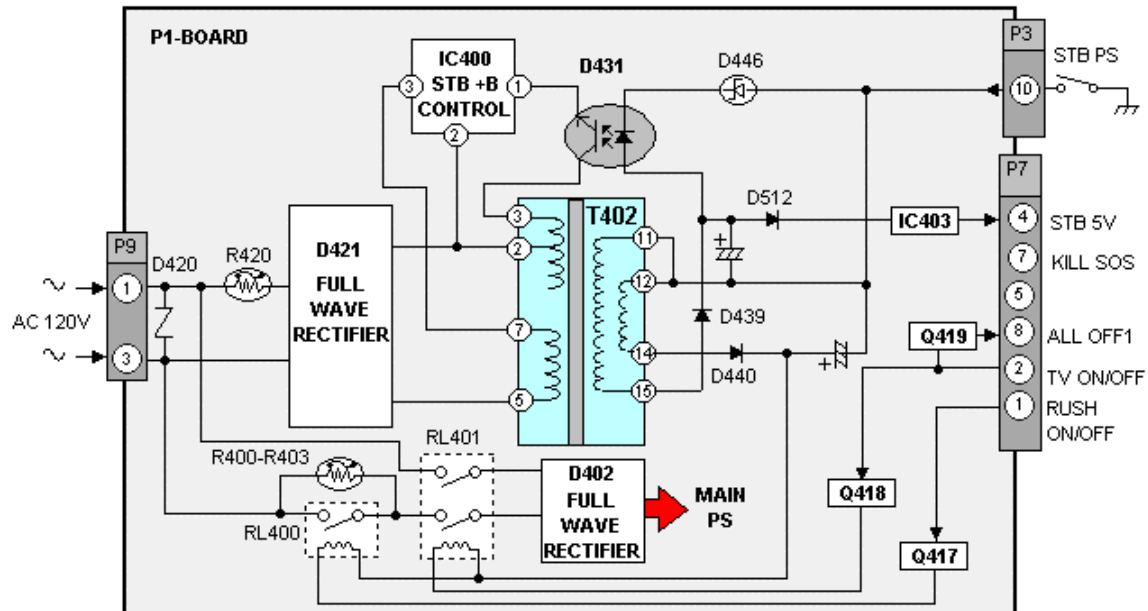 P1-BOARD
IC400
STB +B
CONTROL
3
1
2
D431
D446
P3
10
STB PS
P7
D512
IC403
4
STB 5V
7
KILL SOS
5
Q419
8
ALL OFF1
2
TV ON/OFF
1
RUSH
ON/OFF
3
2
T402
11
12
7
14
5
15
D439
D440
P9
1
3
AC 120V
D420
R420
D421
FULL
WAVE
RECTIFIER
RL401
R400-R403
RL400
D402
FULL
WAVE
RECTIFIER
MAIN
PS
Q418
Q417
+
+